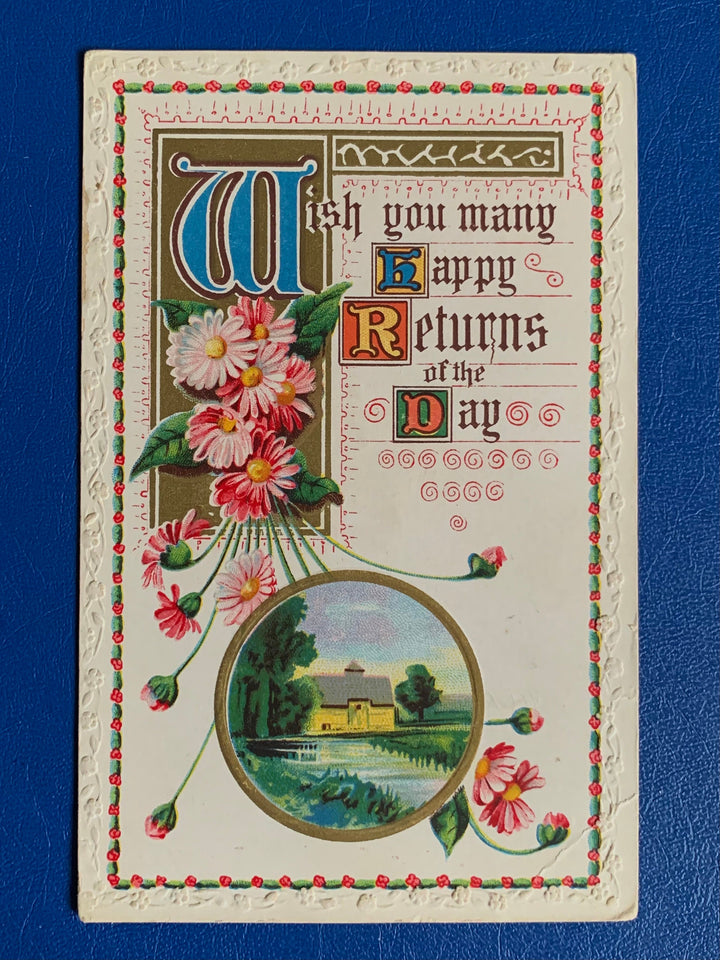 Wish you many
Happy
Returns
of the
Day